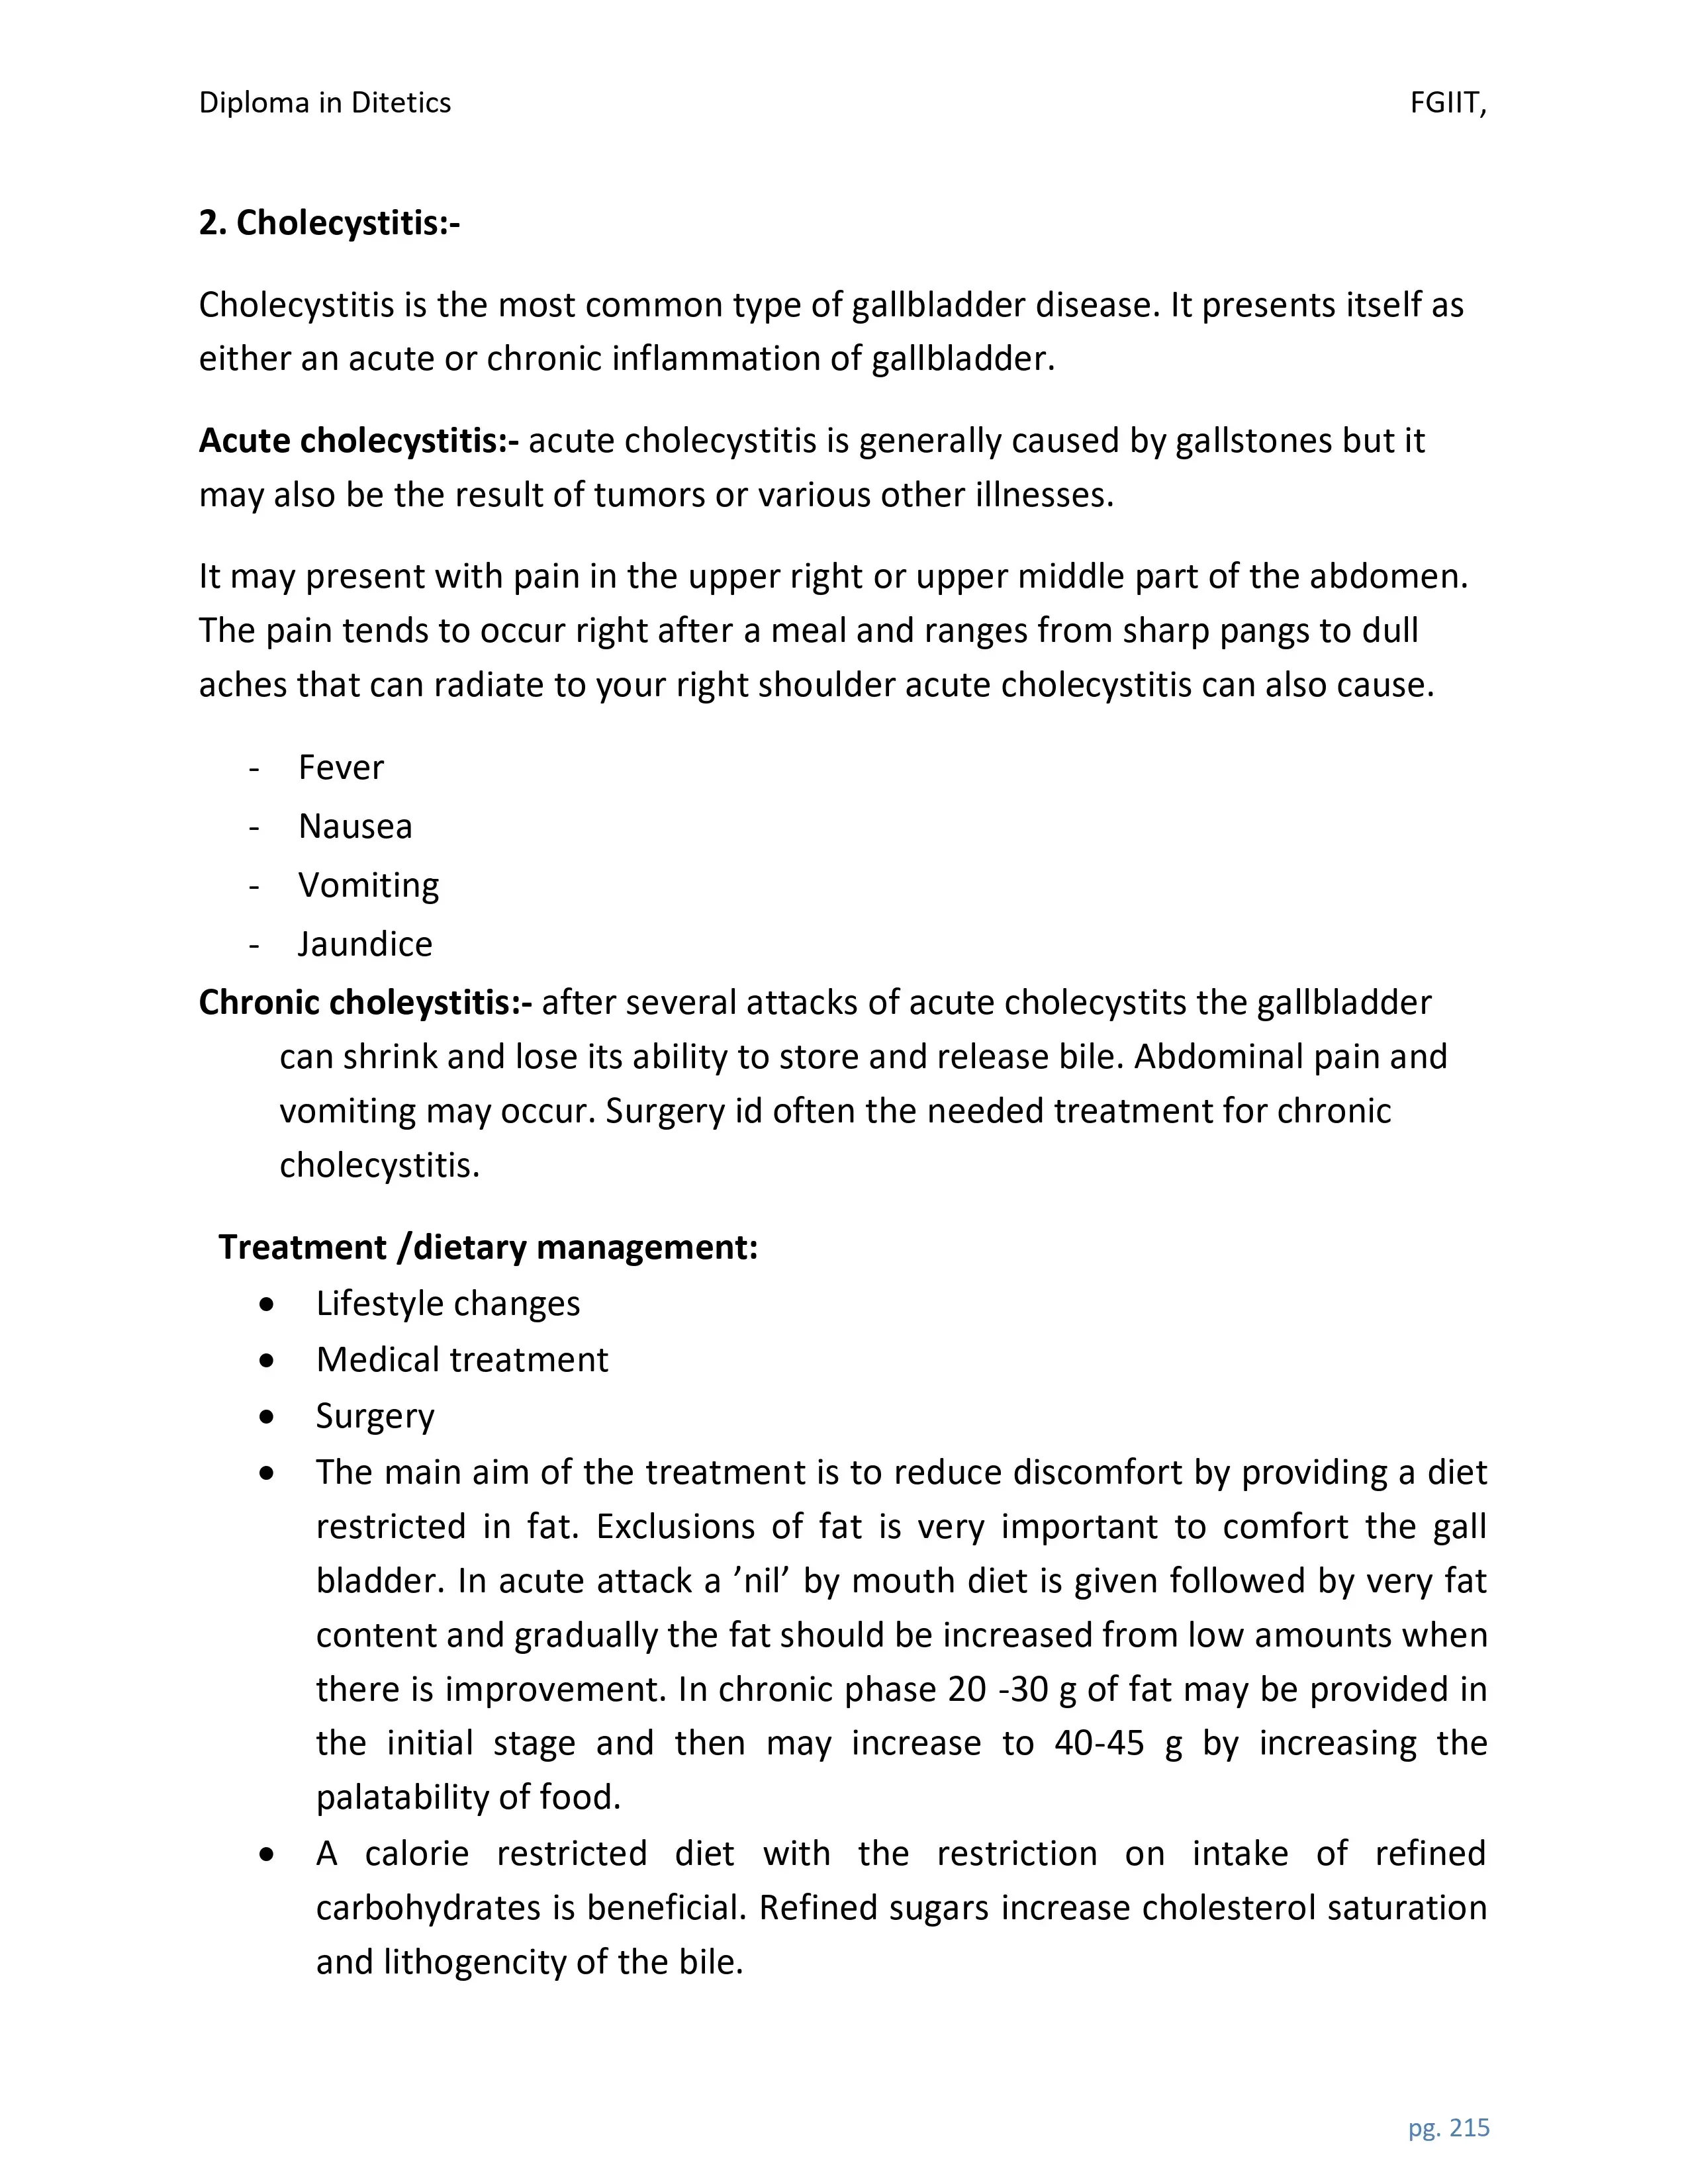 Diploma in Ditetics FGIIT,
2. Cholecystitis:-
Cholecystitis is the most common type of gallbladder disease. It presents itself as
either an acute or chronic inflammation of gallbladder.
Acute cholecystitis:- acute cholecystitis is generally caused by gallstones but it
may also be the result of tumors or various other illnesses.
It may present with pain in the upper right or upper middle part of the abdomen.
The pain tends to occur right after a meal and ranges from sharp pangs to dull
aches that can radiate to your right shoulder acute cholecystitis can also cause.
- Fever
- Nausea
- Vomiting
- Jaundice
Chronic choleystitis:- after several attacks of acute cholecystits the gallbladder
can shrink and lose its ability to store and release bile. Abdominal pain and
vomiting may occur. Surgery id often the needed treatment for chronic
cholecystitis.
Treatment /dietary management:
• Lifestyle changes
• Medical treatment
• Surgery
• The main aim of the treatment is to reduce discomfort by providing a diet
restricted in fat. Exclusions of fat is very important to comfort the gall
bladder. In acute attack a ’nil’ by mouth diet is given followed by very fat
content and gradually the fat should be increased from low amounts when
there is improvement. In chronic phase 20 -30 g of fat may be provided in
the initial stage and then may increase to 40-45 g by increasing the
palatability of food.
• A calorie restricted diet with the restriction on intake of refined
carbohydrates is beneficial. Refined sugars increase cholesterol saturation
and lithogencity of the bile.
pg. 215